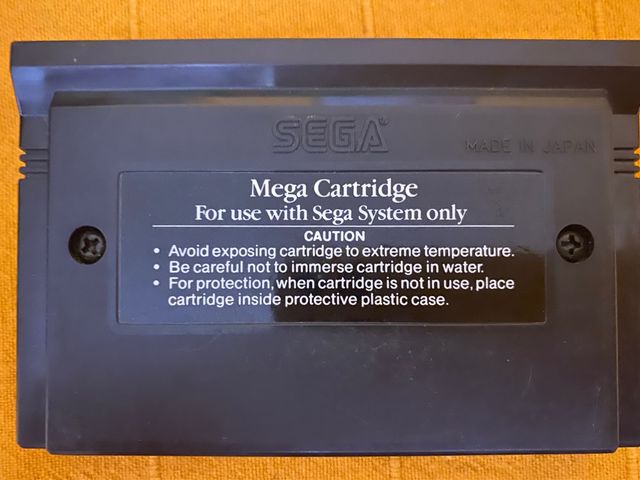 SEGA™
MADE IN JAPAN
Mega Cartridge
For use with Sega System only
CAUTION
• Avoid exposing cartridge to extreme temperature.
• Be careful not to immerse cartridge in water.
• For protection, when cartridge is not in use, place
cartridge inside protective plastic case.